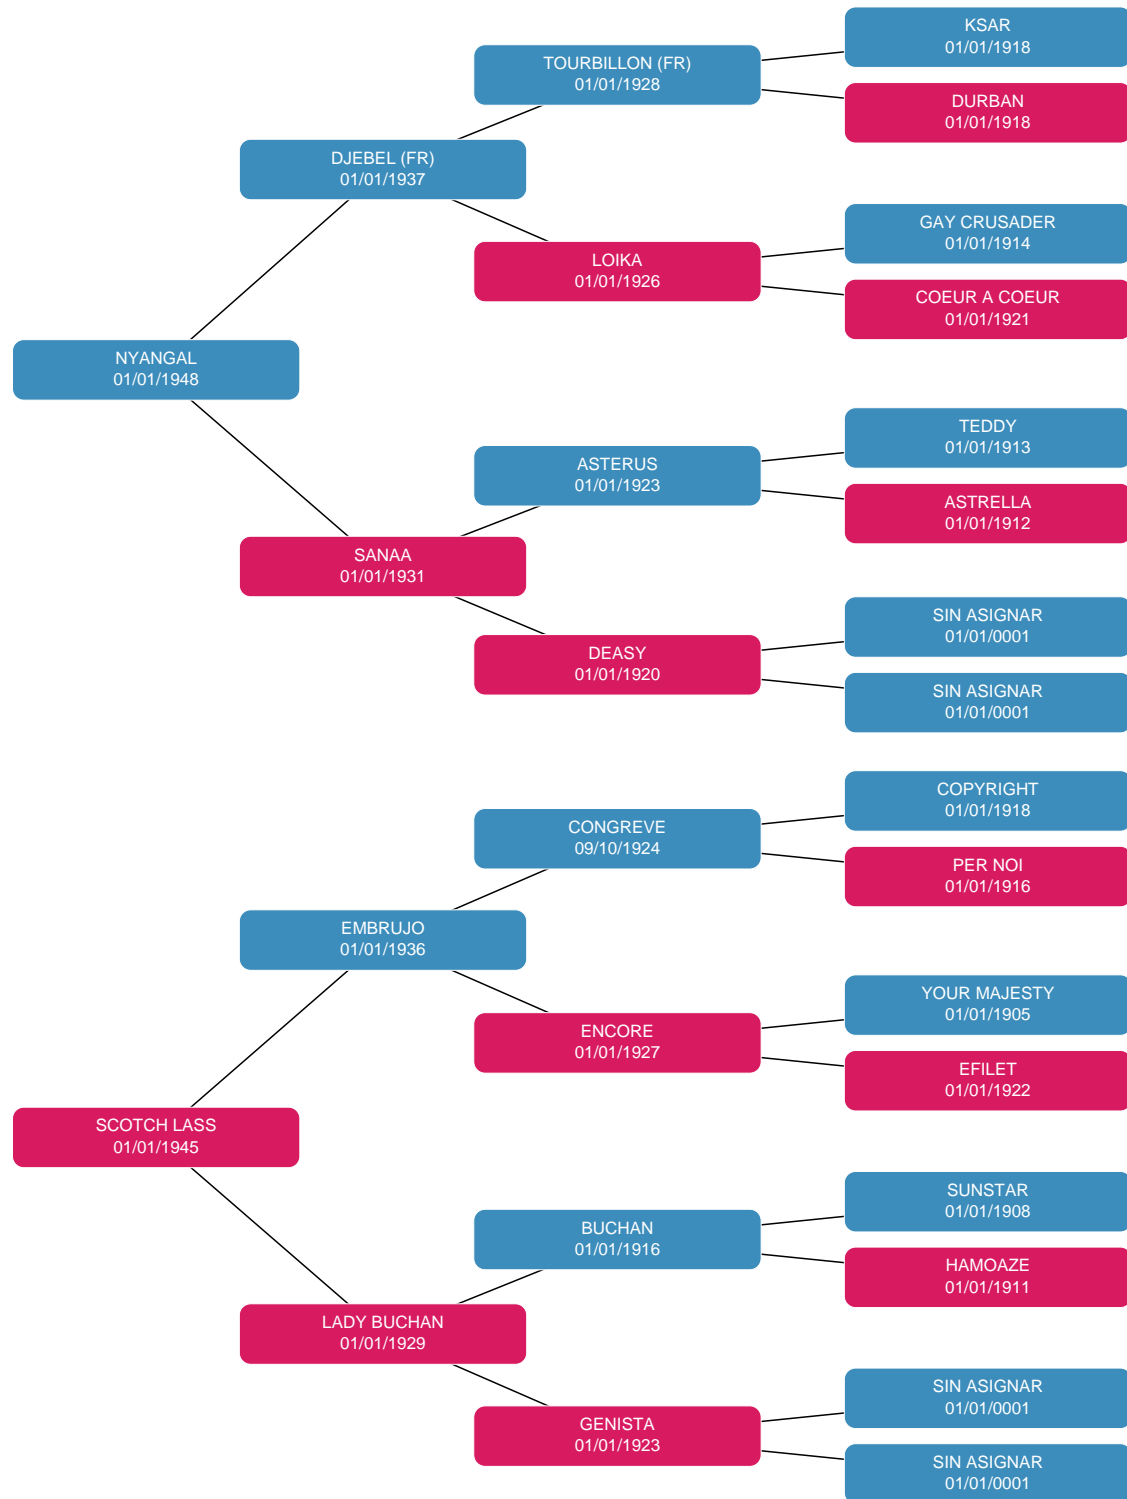 KSAR
01/01/1918
TOURBILLON (FR)
01/01/1928
DURBAN
01/01/1918
DJEBEL (FR)
01/01/1937
GAY CRUSADER
01/01/1914
LOIKA
01/01/1926
COEUR A COEUR
01/01/1921
NYANGAL
01/01/1948
TEDDY
01/01/1913
ASTERUS
01/01/1923
ASTRELLA
01/01/1912
SANAA
01/01/1931
SIN ASIGNAR
01/01/0001
DEASY
01/01/1920
SIN ASIGNAR
01/01/0001
COPYRIGHT
01/01/1918
CONGREVE
09/10/1924
PER NOI
01/01/1916
EMBRUJO
01/01/1936
YOUR MAJESTY
01/01/1905
ENCORE
01/01/1927
EFILET
01/01/1922
SCOTCH LASS
01/01/1945
SUNSTAR
01/01/1908
BUCHAN
01/01/1916
HAMOAZE
01/01/1911
LADY BUCHAN
01/01/1929
SIN ASIGNAR
01/01/0001
GENISTA
01/01/1923
SIN ASIGNAR
01/01/0001